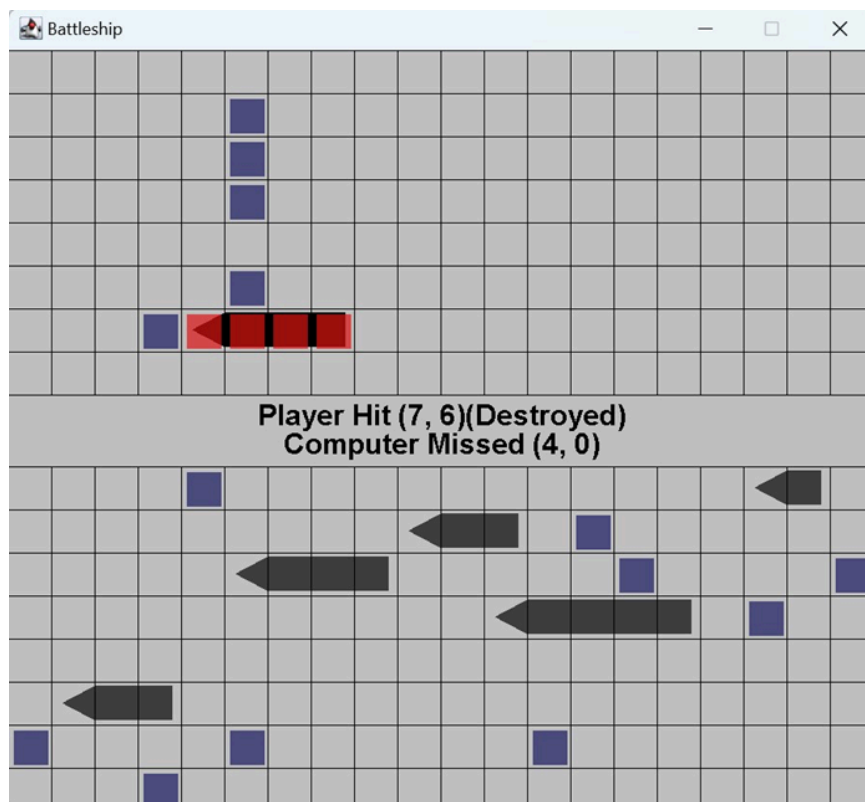 Battleship
Player Hit (7, 6)(Destroyed)
Computer Missed (4, 0)